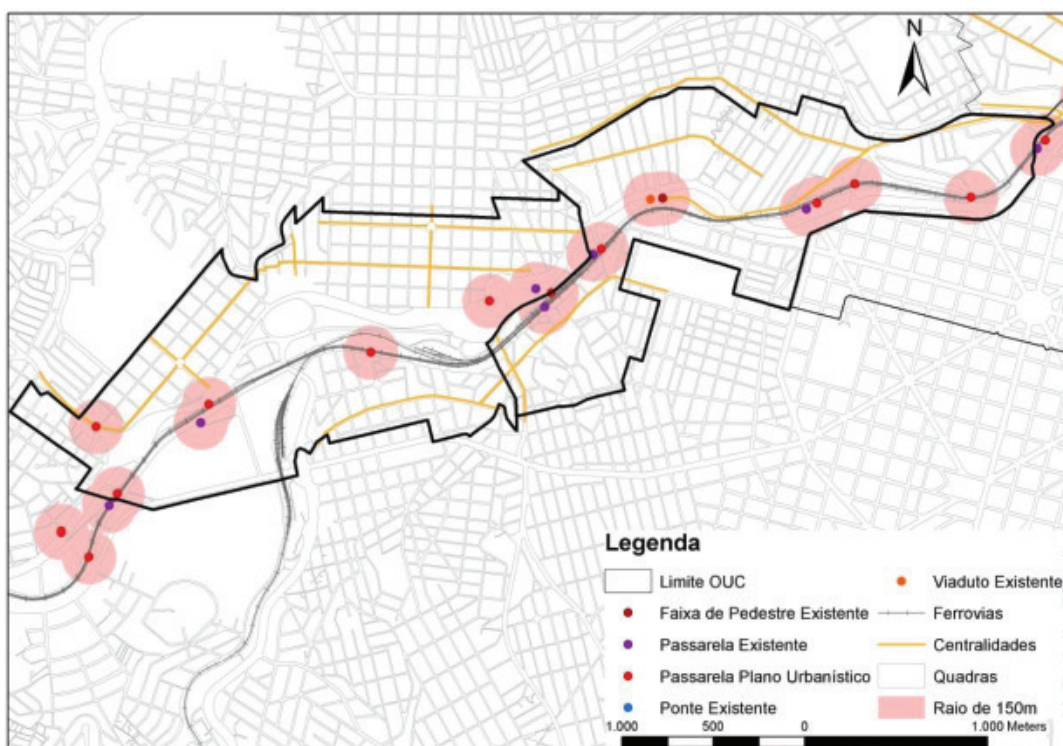 N
Legenda
Limite OUC
Faixa de Pedestre Existente
Passarela Existente
Passarela Plano Urbanístico
Ponte Existente
Viaduto Existente
Ferrovias
Centralidades
Quadras
Raio de 150m
1.000 500 0 1.000 Meters